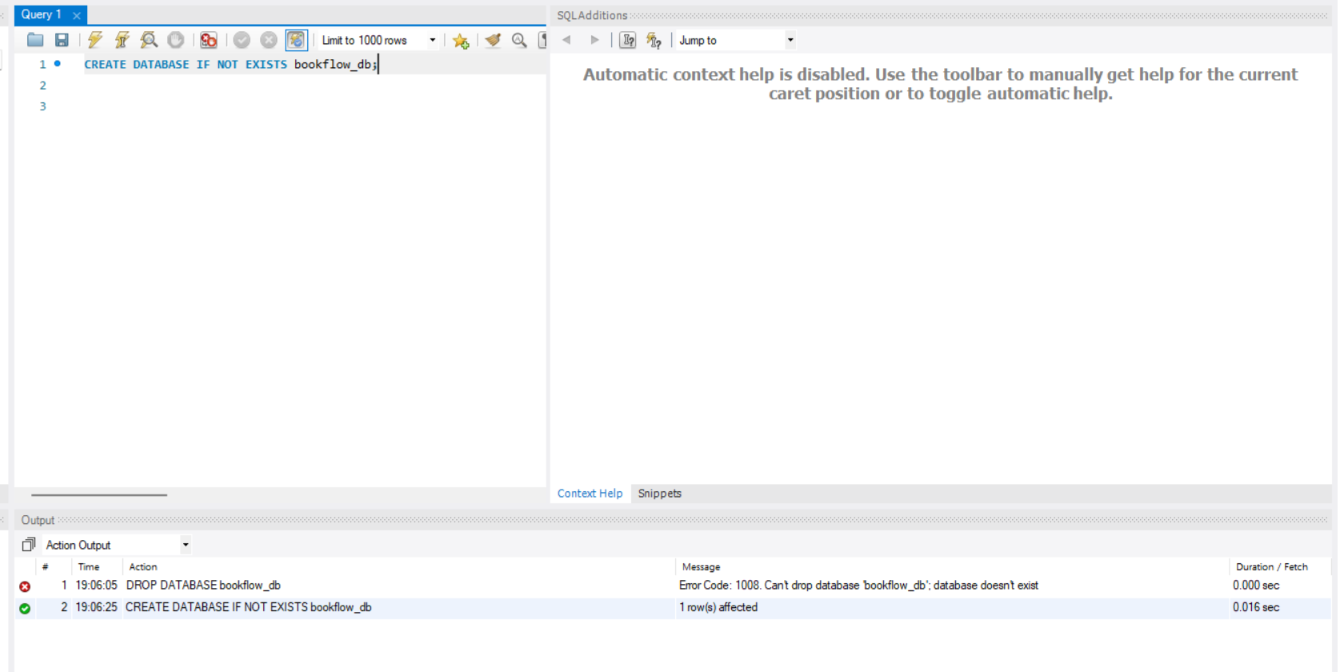 Query 1
SQLAdditions
Limit to 1000 rows
Jump to
1 CREATE DATABASE IF NOT EXISTS bookflow_db;
2
3
Automatic context help is disabled. Use the toolbar to manually get help for the current
caret position or to toggle automatic help.
Context Help Snippets
Output
Action Output
# Time Action Message Duration / Fetch
1 19:06:05 DROP DATABASE bookflow_db Error Code: 1008. Can't drop database 'bookflow_db'; database doesn't exist 0.000 sec
2 19:06:25 CREATE DATABASE IF NOT EXISTS bookflow_db 1 row(s) affected 0.016 sec